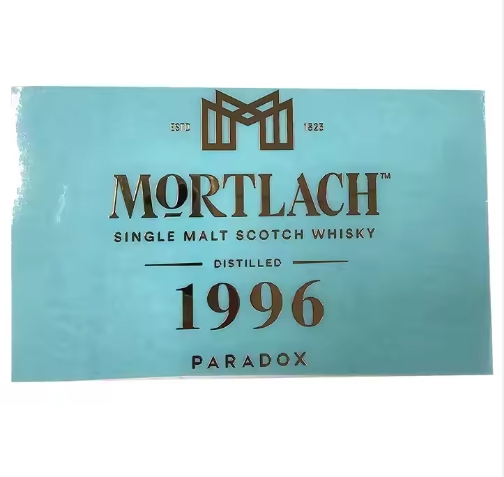 ESTD 1823
MORTLACH™
SINGLE MALT SCOTCH WHISKY
DISTILLED
1996
PARADOX